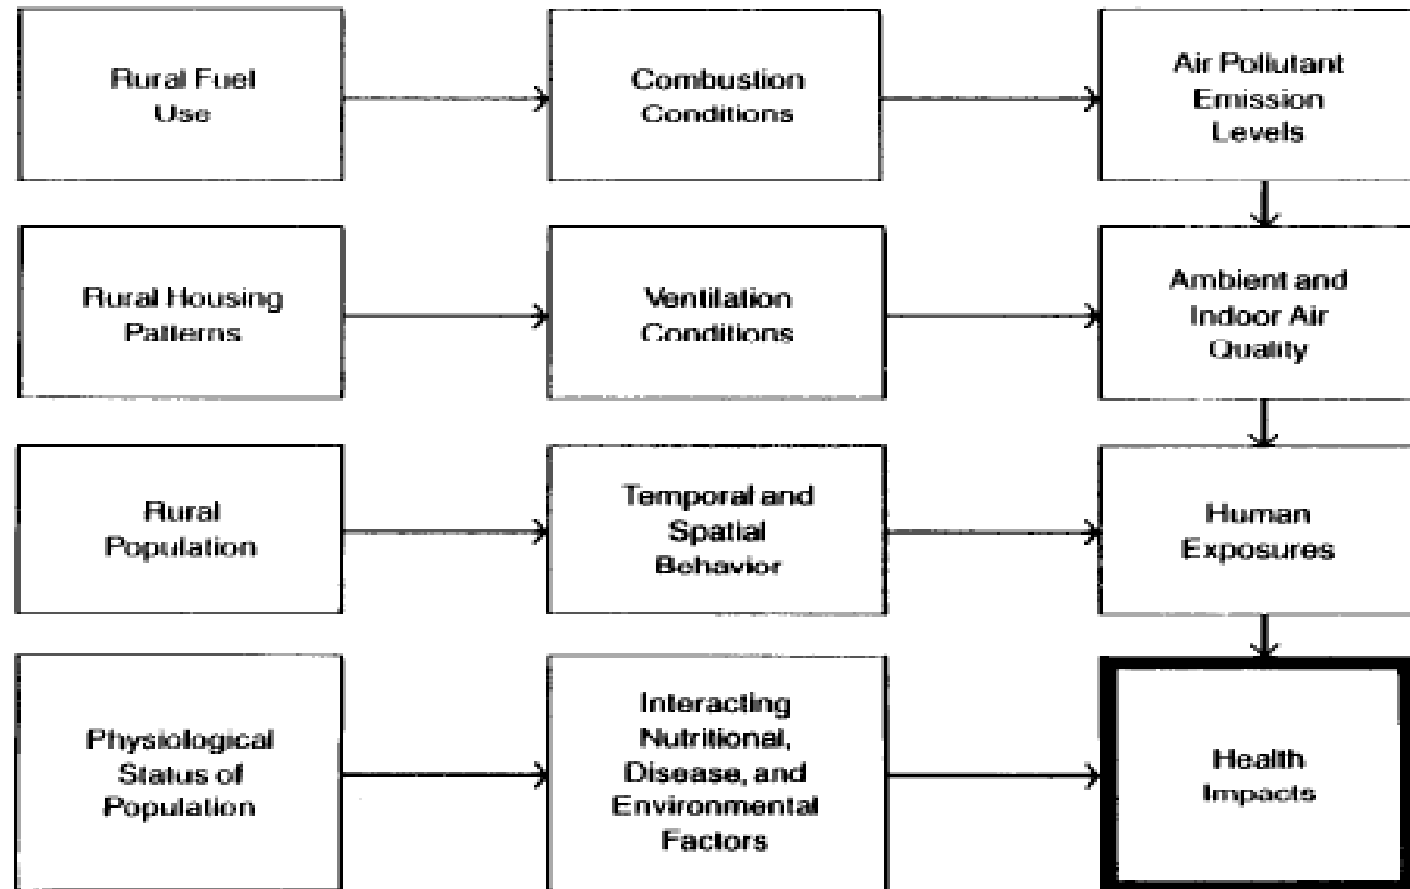 Rural Fuel
Use
Combustion
Conditions
Air Pollutant
Emission
Levels
Rural Housing
Patterns
Ventilation
Conditions
Ambient and
Indoor Air
Quality
Rural
Population
Temporal and
Spatial
Behavior
Human
Exposures
Physiological
Status of
Population
Interacting
Nutritional,
Disease, and
Environmental
Factors
Health
Impacts